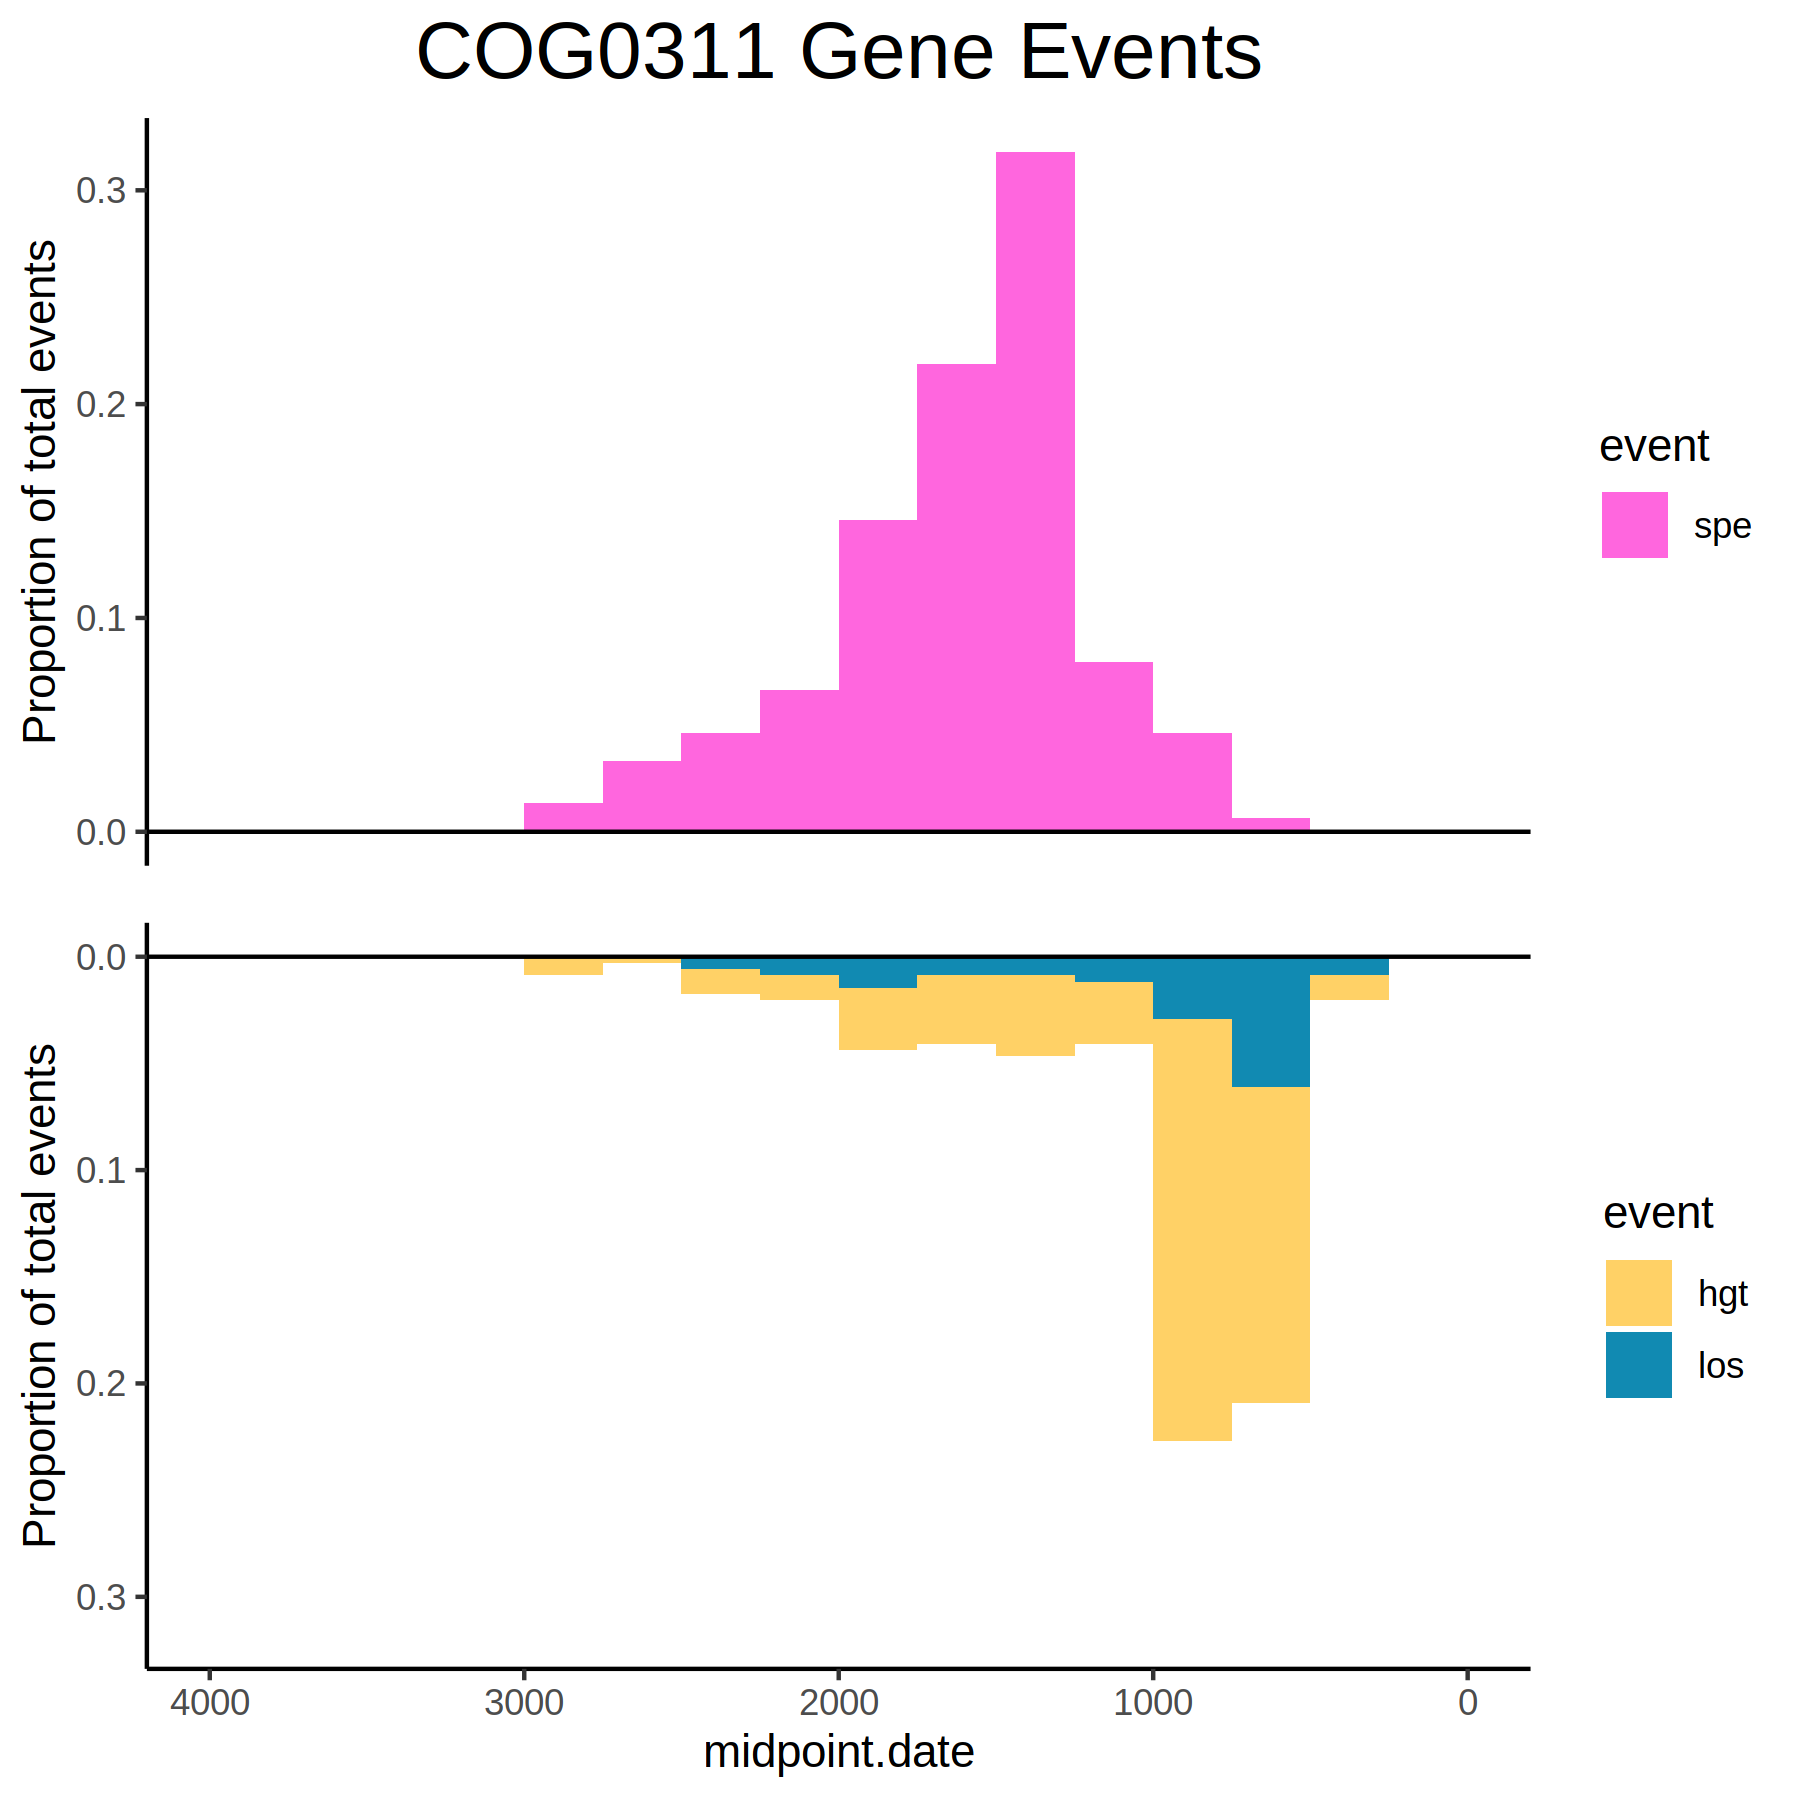 COG0311 Gene Events
Proportion of total events
0.3
0.2
0.1
0.0
event
spe
Proportion of total events
0.0
0.1
0.2
0.3
event
hgt
los
4000 3000 2000 1000 0
midpoint.date